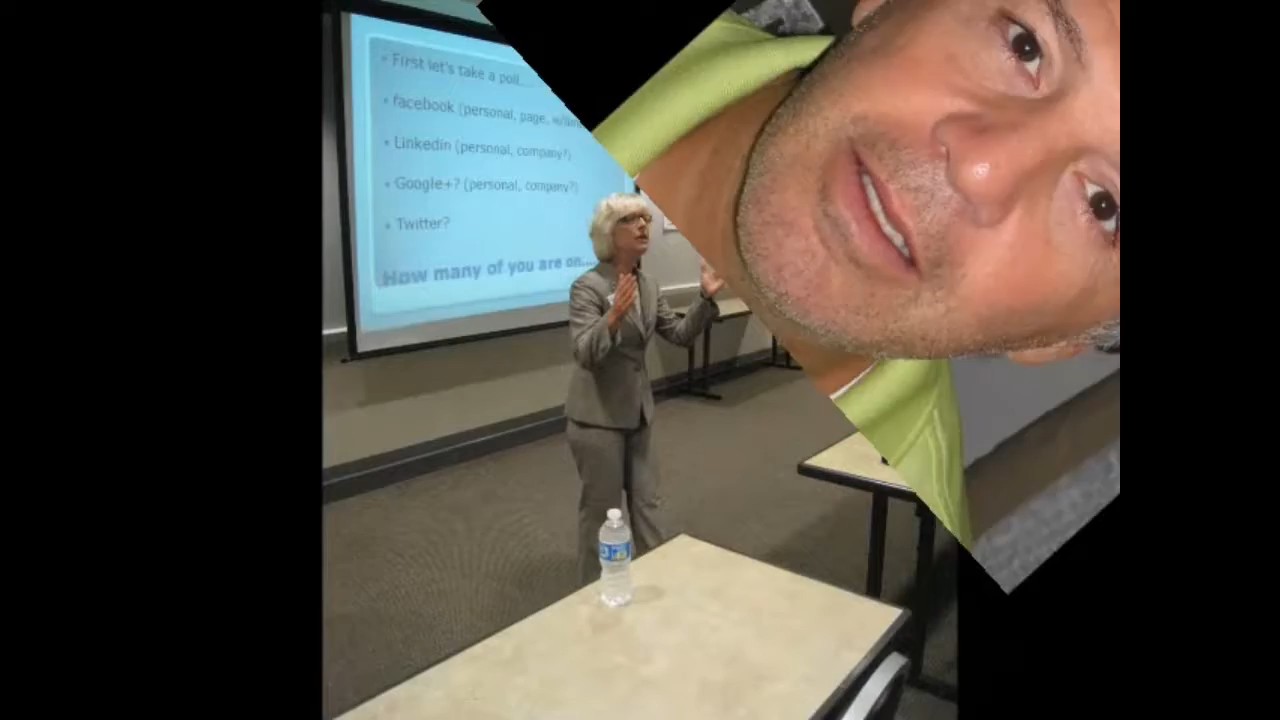 • First let's take a poll...
• facebook (personal, page,
• Linkedin (personal, company?)
• Google+? (personal, company?)
• Twitter?
How many of you are on....